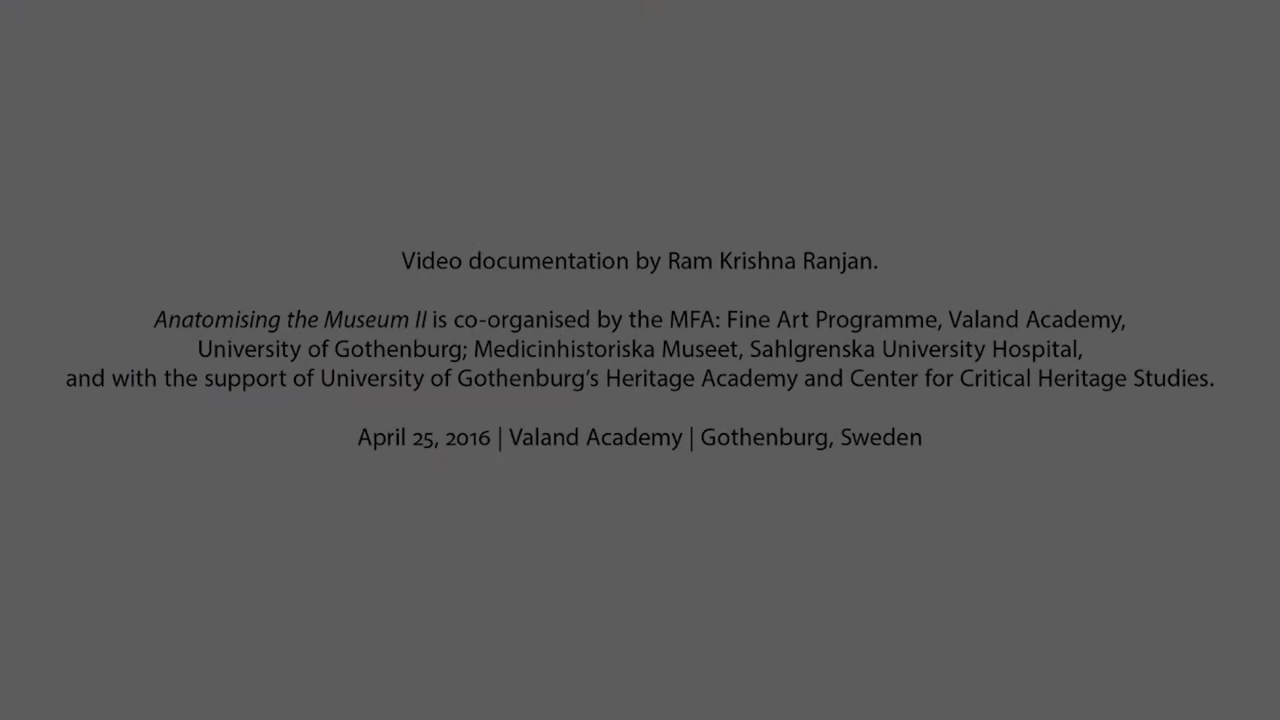 Video documentation by Ram Krishna Ranjan.
Anatomising the Museum II is co-organised by the MFA: Fine Art Programme, Valand Academy,
University of Gothenburg; Medicinhistoriska Museet, Sahlgrenska University Hospital,
and with the support of University of Gothenburg’s Heritage Academy and Center for Critical Heritage Studies.
April 25, 2016 | Valand Academy | Gothenburg, Sweden